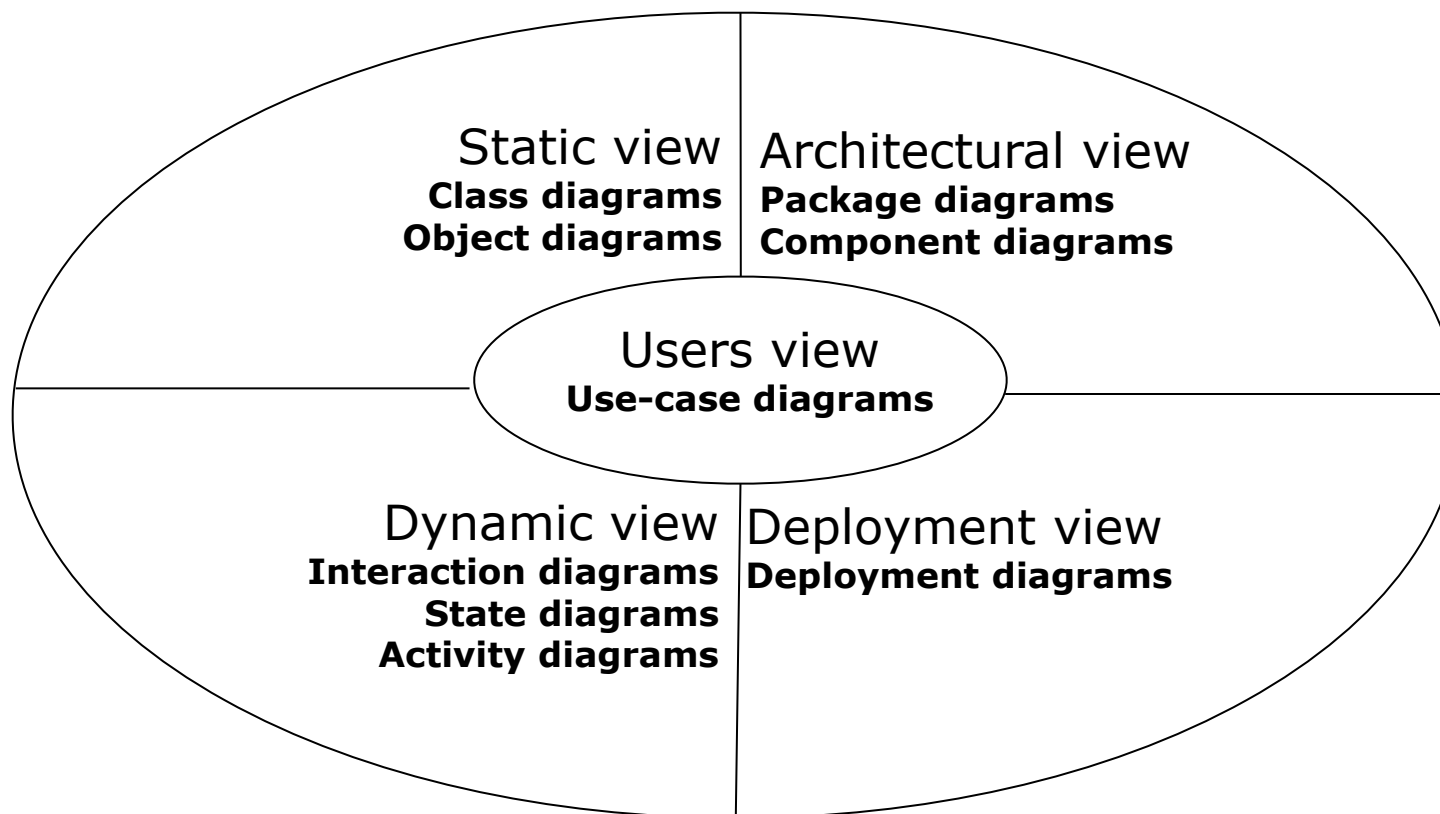 Static view
Class diagrams
Object diagrams
Architectural view
Package diagrams
Component diagrams
Users view
Use-case diagrams
Dynamic view
Interaction diagrams
State diagrams
Activity diagrams
Deployment view
Deployment diagrams